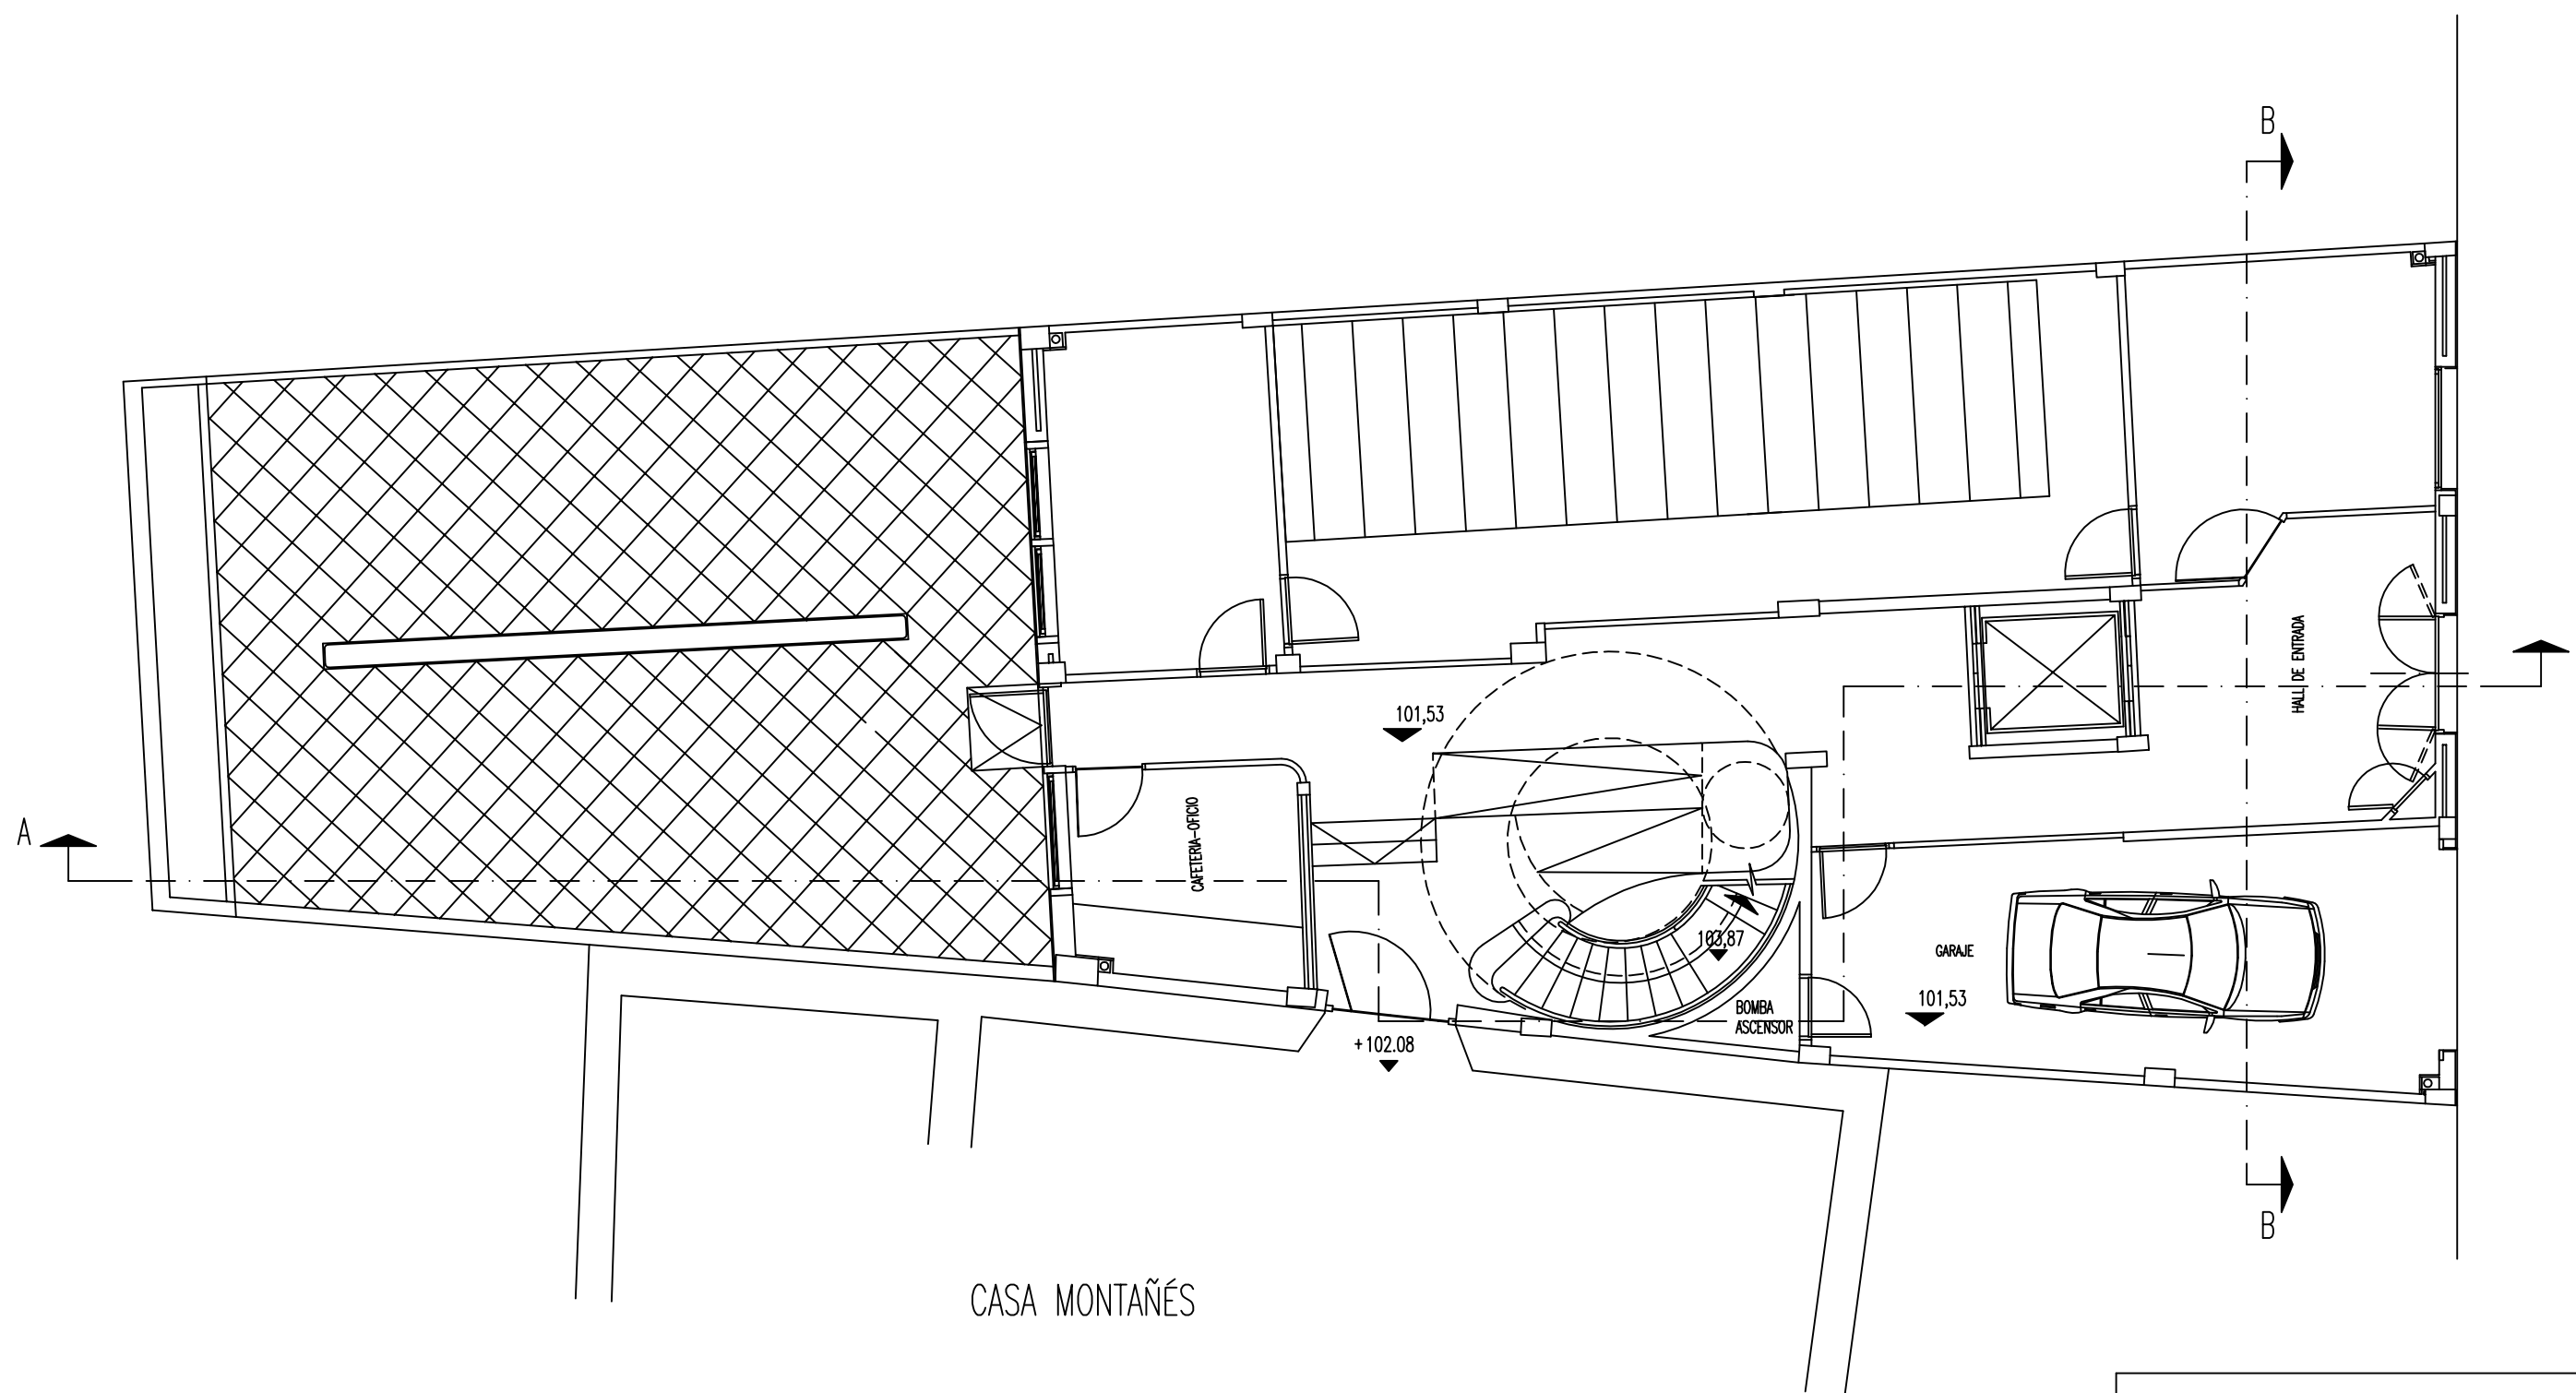 B
101,53
HALL DE ENTRADA
CAFETERIA-OFICIO
A
103,87
GARAJE
101,53
BOMBA
ASCENSOR
+102.08
B
CASA MONTAÑÉS